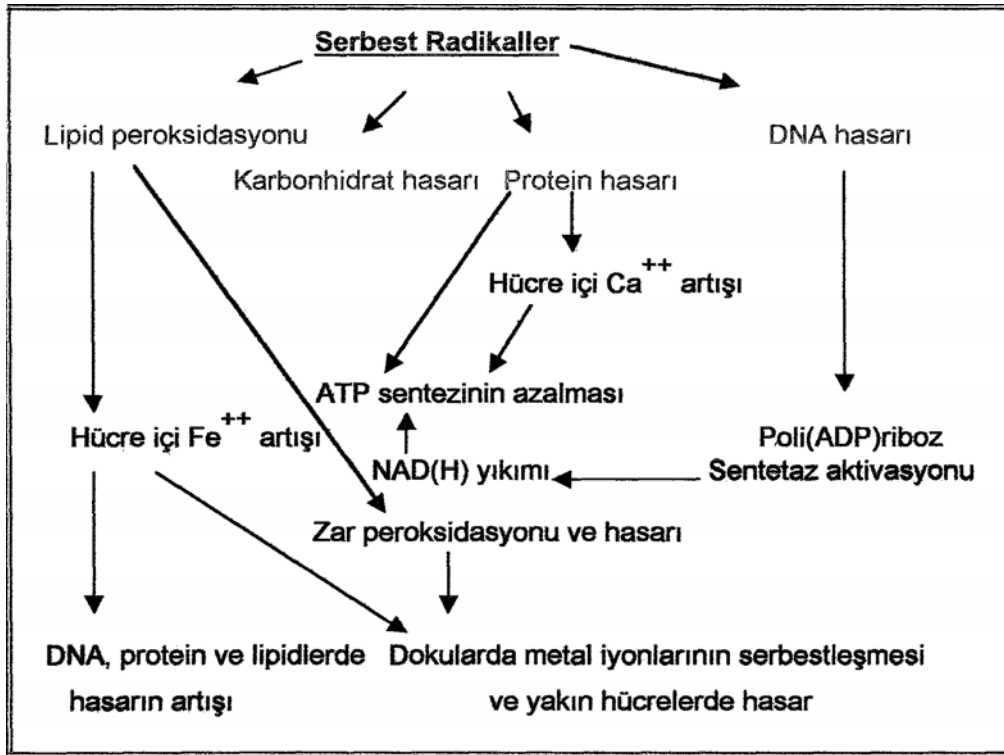 Serbest Radikaller
Lipid peroksidasyonu
DNA hasarı
Karbonhidrat hasarı
Protein hasarı
Hücre içi Ca++ artışı
ATP sentezinin azalması
Hücre içi Fe++ artışı
Poli(ADP)riboz
Sentetaz aktivasyonu
NAD(H) yıkımı
Zar peroksidasyonu ve hasarı
DNA, protein ve lipidlerde
hasarın artışı
Dokularda metal iyonlarının serbestleşmesi
ve yakın hücrelerde hasar